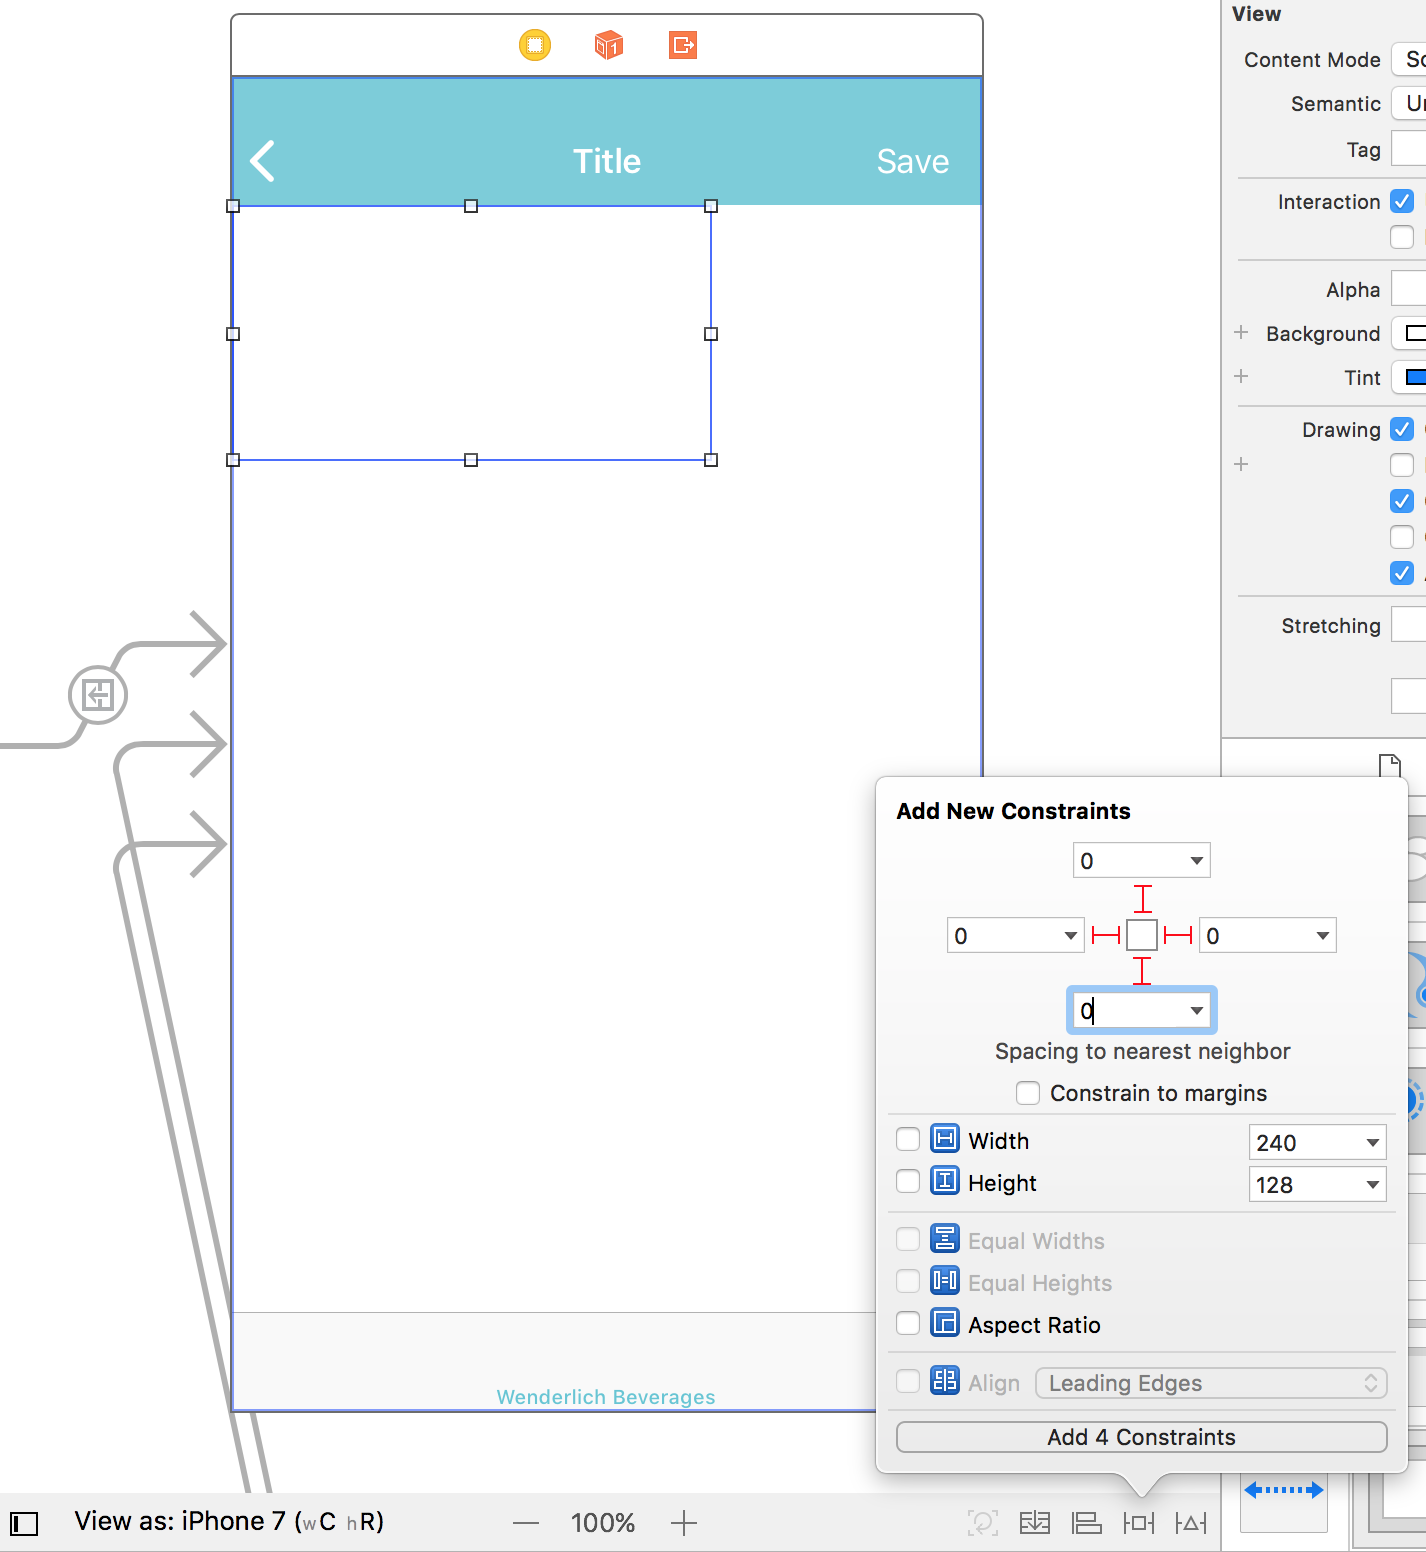 View
Content Mode
Semantic
Tag
Interaction
Alpha
Background
Tint
Drawing
Stretching
Title
Save
Add New Constraints
0
0
0
0
Spacing to nearest neighbor
Constrain to margins
Width
240
Height
128
Equal Widths
Equal Heights
Aspect Ratio
Align
Leading Edges
Add 4 Constraints
Wenderlich Beverages
View as: iPhone 7 (wC hR)
100%